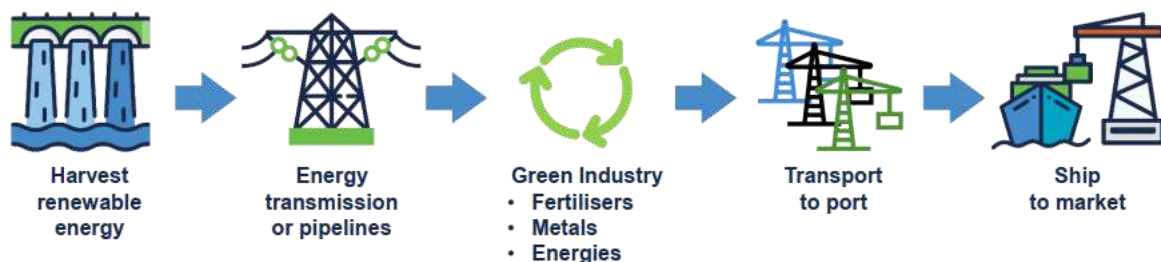 Harvest
renewable
energy
Energy
transmission
or pipelines
Green Industry
• Fertilisers
• Metals
• Energies
Transport
to port
Ship
to market